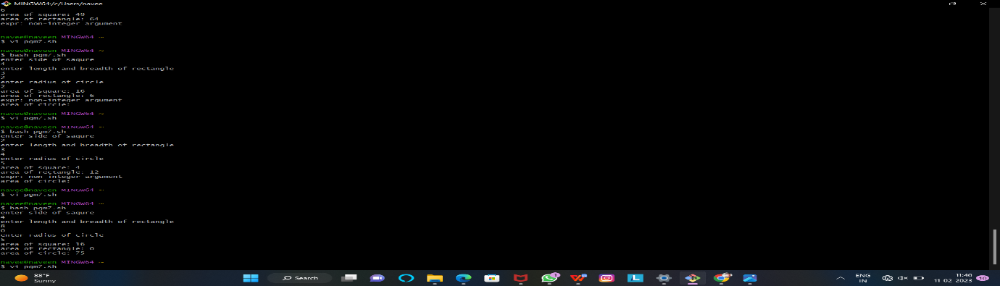 MINGW64:/c/Users/navee
6
area of square: 49
area of rectangle: 64
expr: non-integer argument
navee@naveen MINGW64 ~
$ vi pgm7.sh
navee@naveen MINGW64 ~
$ bash pgm7.sh
enter side of saqure
4
enter length and breadth of rectangle
3
2
enter radius of circle
2
area of square: 16
area of rectangle: 6
expr: non-integer argument
area of circle:
navee@naveen MINGW64 ~
$ vi pgm7.sh
navee@naveen MINGW64 ~
$ bash pgm7.sh
enter side of saqure
2
enter length and breadth of rectangle
3
4
enter radius of circle
5
area of square: 4
area of rectangle: 12
expr: non-integer argument
area of circle:
navee@naveen MINGW64 ~
$ vi pgm7.sh
navee@naveen MINGW64 ~
$ bash pgm7.sh
enter side of saqure
4
enter length and breadth of rectangle
8
0
enter radius of circle
5
area of square: 16
area of rectangle: 0
area of circle: 75
navee@naveen MINGW64 ~
$ vi pgm7.sh
88°F
Sunny
Search
ENG
IN
11:40
11-02-2023